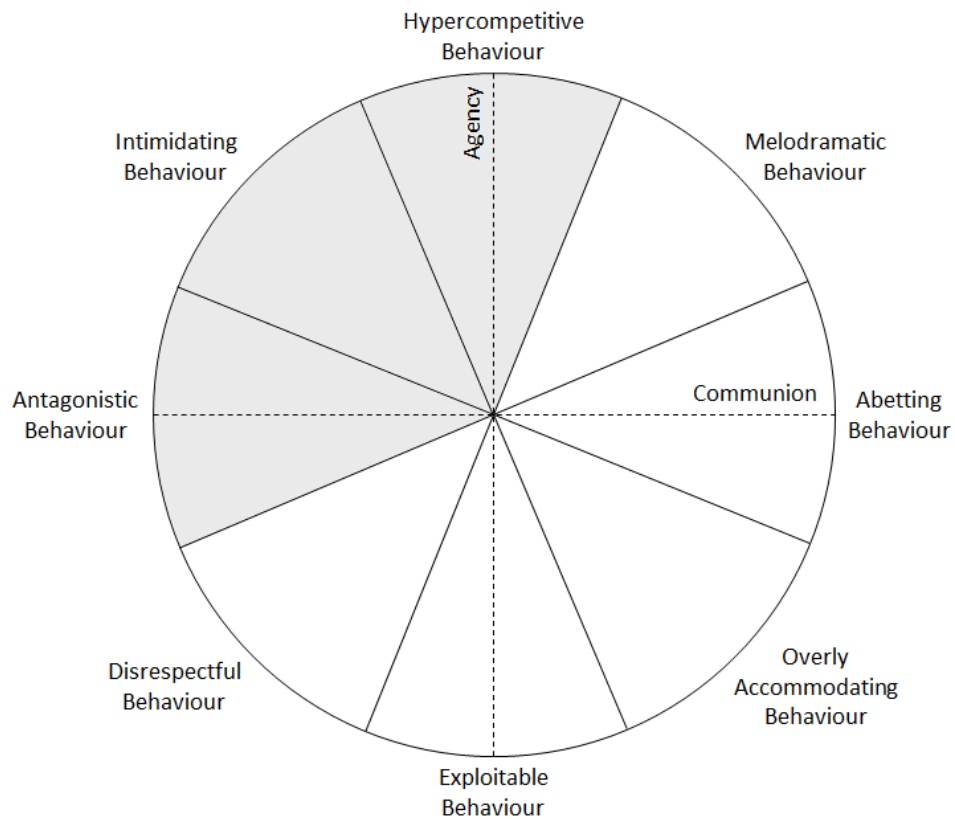 Hypercompetitive
Behaviour
Agency
Intimidating
Behaviour
Melodramatic
Behaviour
Antagonistic
Behaviour
Communion
Abetting
Behaviour
Disrespectful
Behaviour
Overly
Accommodating
Behaviour
Exploitable
Behaviour